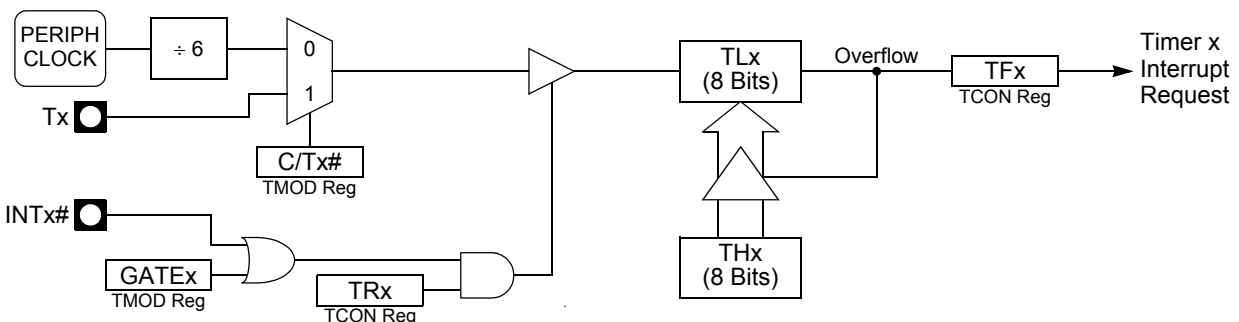 PERIPH
CLOCK
÷ 6
0
1
Tx
C/Tx#
TMOD Reg
INTx#
GATEx
TMOD Reg
TRx
TCON Reg
TLx
(8 Bits)
Overflow
TFx
TCON Reg
Timer x
Interrupt
Request
THx
(8 Bits)